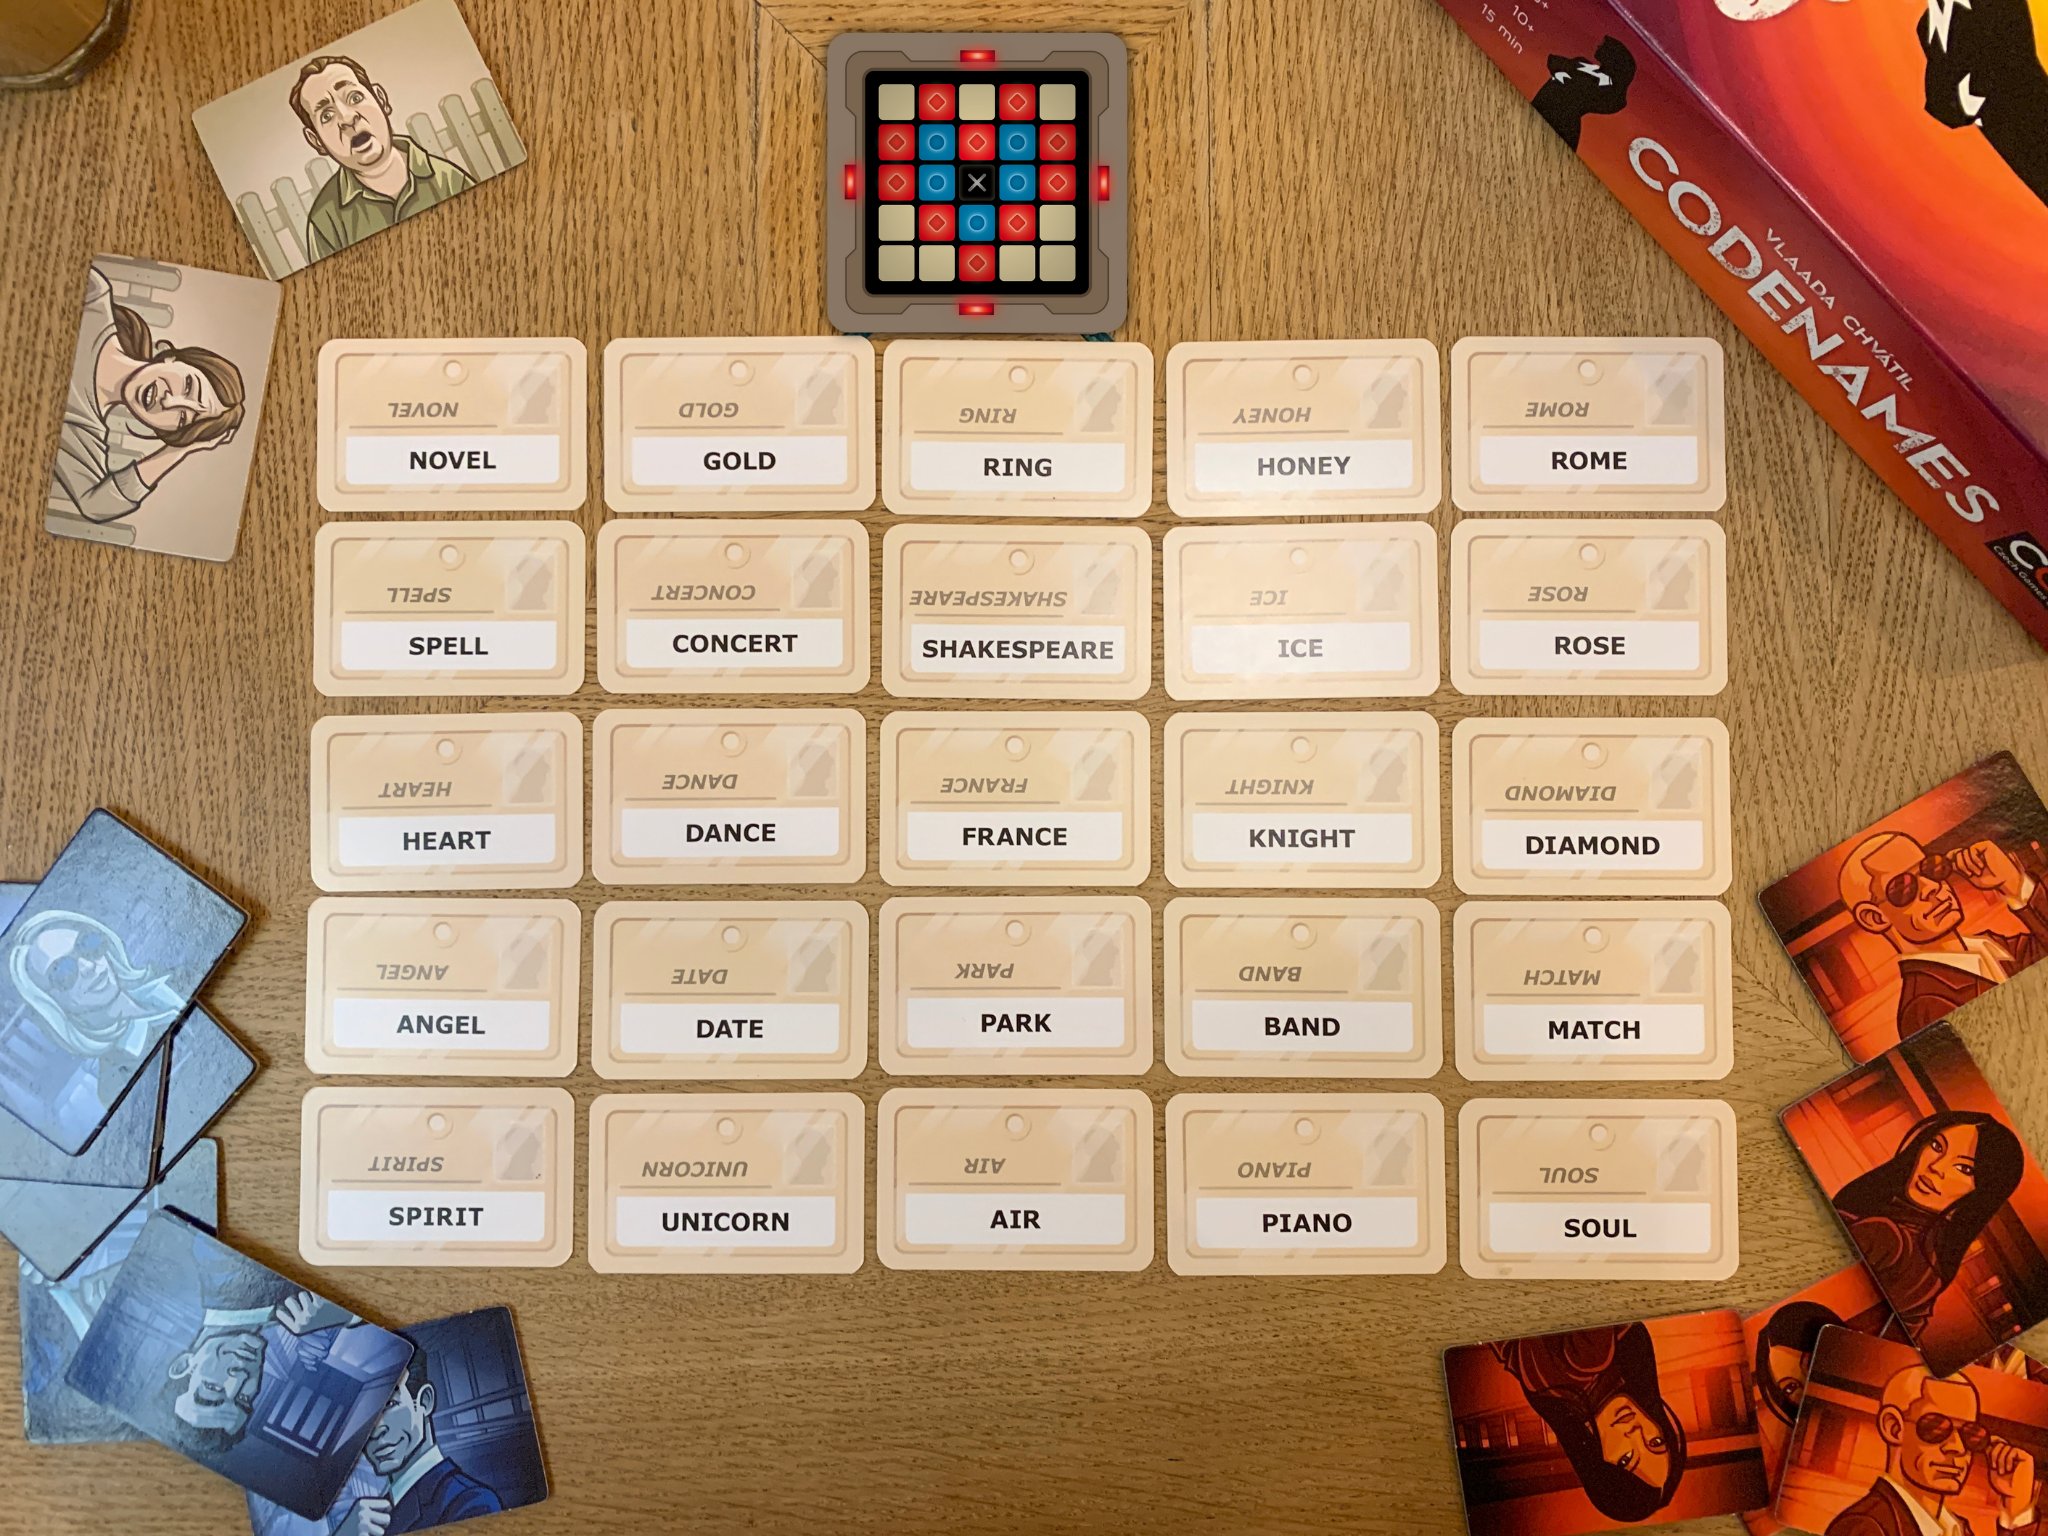 10+
15 min
CODENAMES
VLAADA CHVÁTIL
NOVEL
NOVEL
GOLD
GOLD
RING
RING
HONEY
HONEY
ROME
ROME
SPELL
SPELL
CONCERT
CONCERT
SHAKESPEARE
SHAKESPEARE
ICE
ICE
ROSE
ROSE
HEART
HEART
DANCE
DANCE
FRANCE
FRANCE
KNIGHT
KNIGHT
DIAMOND
DIAMOND
ANGEL
ANGEL
DATE
DATE
PARK
PARK
BAND
BAND
MATCH
MATCH
SPIRIT
SPIRIT
UNICORN
UNICORN
AIR
AIR
PIANO
PIANO
SOUL
SOUL